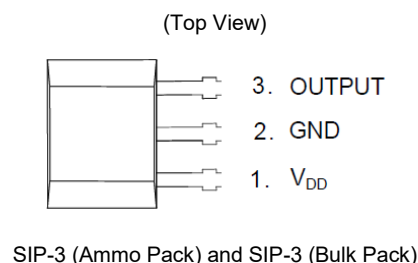 (Top View)
3. OUTPUT
2. GND
1. VDD
SIP-3 (Ammo Pack) and SIP-3 (Bulk Pack)